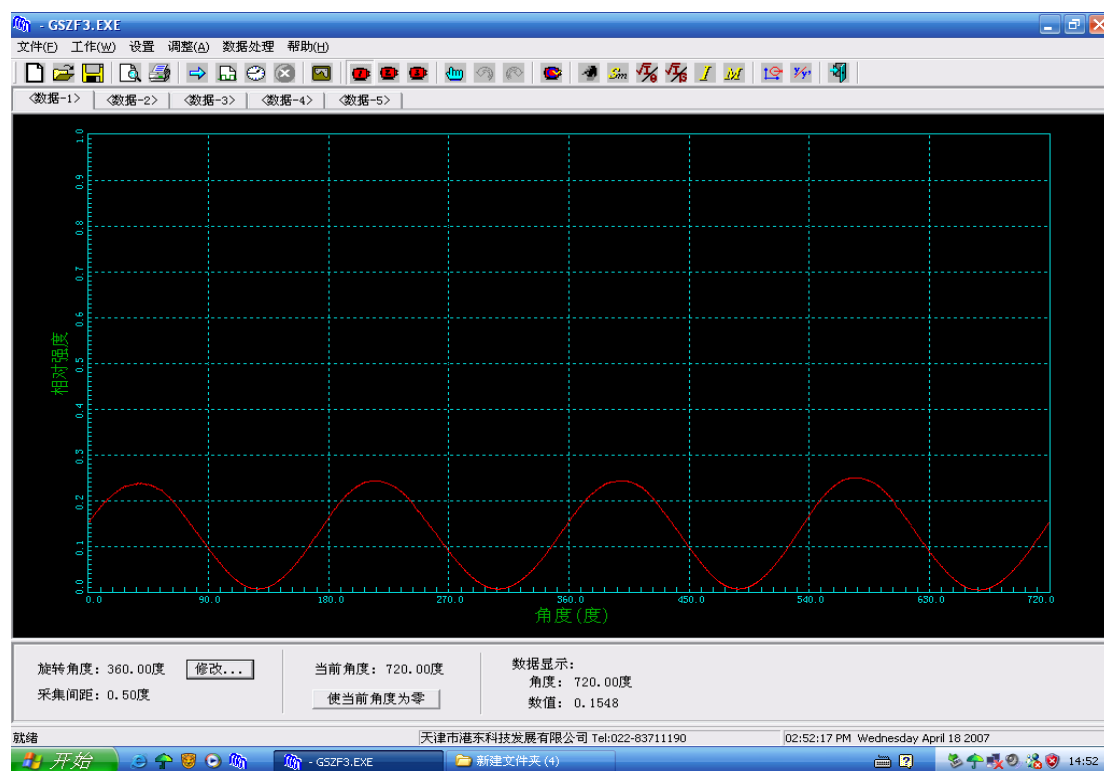 - GSZF3.EXE
文件(F) 工作(W) 设置 调整(A) 数据处理 帮助(H)
<数据-1> <数据-2> <数据-3> <数据-4> <数据-5>
1.0
0.9
0.8
0.7
0.6
0.5
0.4
0.3
0.2
0.1
0.0
相对强度
0.0 90.0 180.0 270.0 360.0 450.0 540.0 630.0 720.0
角度(度)
旋转角度: 360.00度 修改...
采集间距: 0.50度
当前角度: 720.00度
使当前角度为零
数据显示:
角度: 720.00度
数值: 0.1548
就绪 天津市港东科技发展有限公司 Tel:022-83711190 02:52:17 PM Wednesday April 18 2007
开始 - GSZF3.EXE 新建文件夹 (4) 14:52